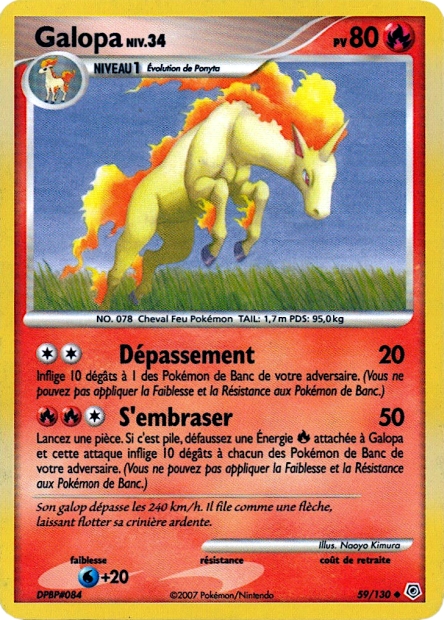 Galopa NIV.34 PV 80
NIVEAU 1 Évolution de Ponyta
NO. 078 Cheval Feu Pokémon TAIL: 1,7 m PDS: 95,0 kg
Dépassement 20
Inflige 10 dégâts à 1 des Pokémon de Banc de votre adversaire. (Vous ne
pouvez pas appliquer la Faiblesse et la Résistance aux Pokémon de Banc.)
S'embraser 50
Lancez une pièce. Si c'est pile, défaussez une Énergie attachée à Galopa
et cette attaque inflige 10 dégâts à chacun des Pokémon de Banc de
votre adversaire. (Vous ne pouvez pas appliquer la Faiblesse et la Résistance
aux Pokémon de Banc.)
Son galop dépasse les 240 km/h. Il file comme une flèche,
laissant flotter sa crinière ardente.
Illus. Naoyo Kimura
faiblesse résistance coût de retraite
+20
DPBP#084 ©2007 Pokémon/Nintendo 59/130